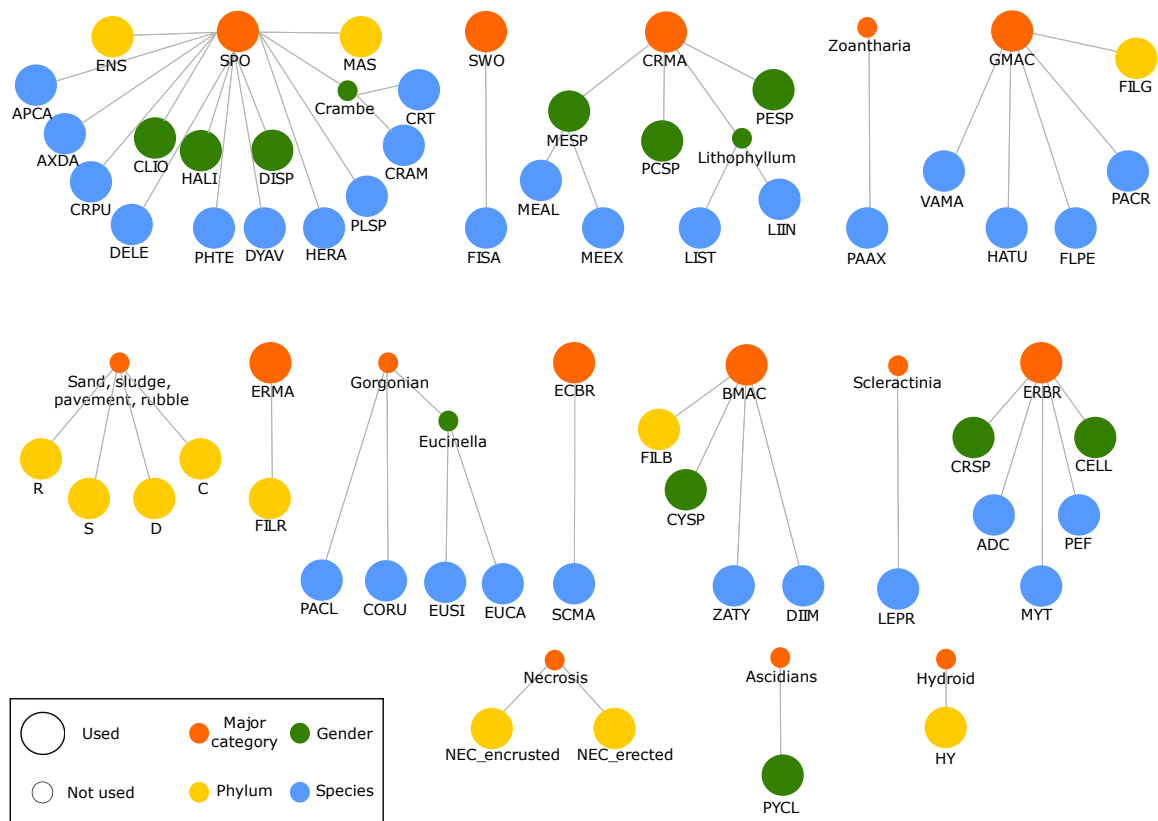 ENS
SPO
MAS
SWO
CRMA
Zoantharia
GMAC
FILG
APCA
Crambe
CRT
PESP
AXDA
CLIO
HALI
DISP
CRAM
MESP
PCSP
Lithophyllum
CRPU
PLSP
MEAL
LIIN
VAMA
PACR
DELE
PHTE
DYAV
HERA
FISA
MEEX
LIST
PAAX
HATU
FLPE
Sand, sludge,
pavement, rubble
ERMA
Gorgonian
ECBR
BMAC
Scleractinia
ERBR
Eucinella
FILB
CRSP
CELL
R
C
CYSP
S
D
FILR
ADC
PEF
PACL
CORU
EUSI
EUCA
SCMA
ZATY
DIIM
LEPR
MYT
Necrosis
Ascidians
Hydroid
NEC_encrusted
NEC_erected
HY
PYCL
Used
Major
category
Gender
Not used
Phylum
Species